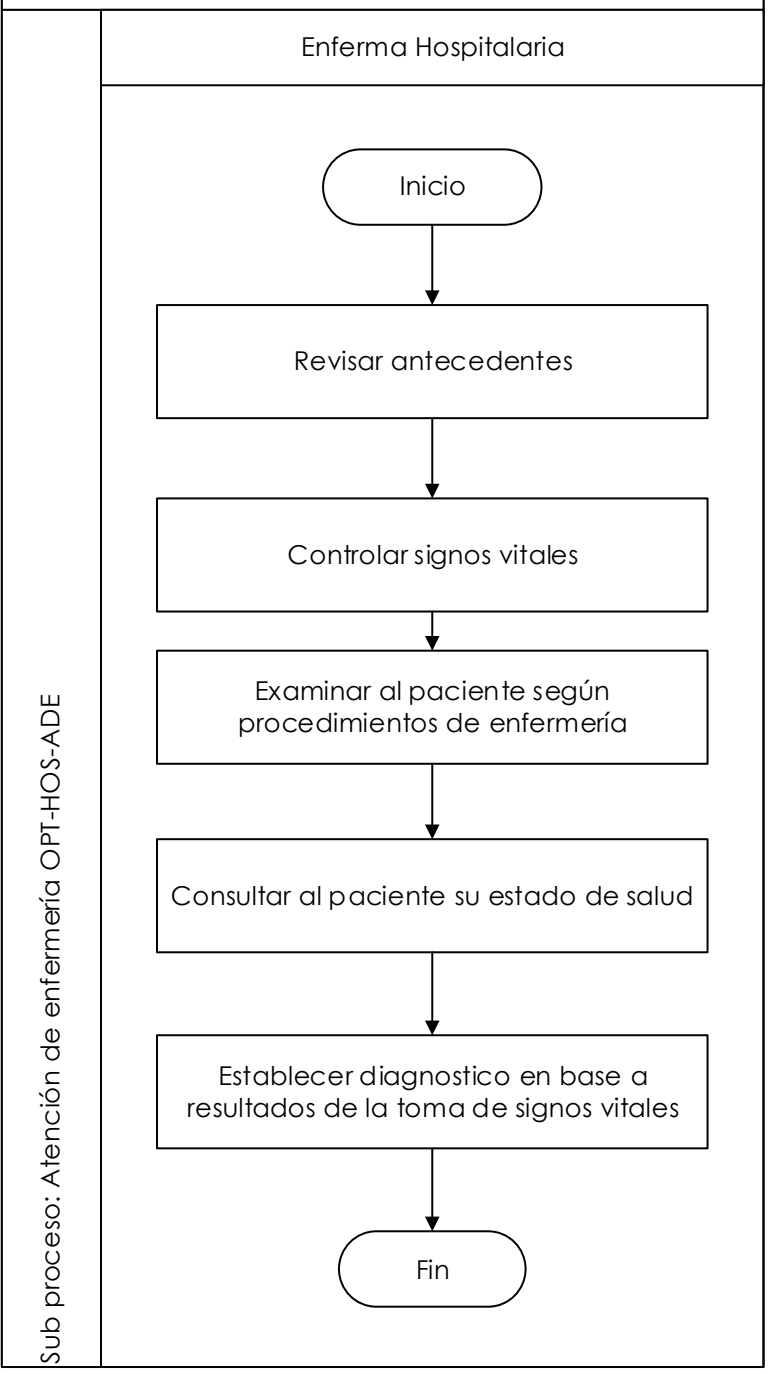 Enferma Hospitalaria
Inicio
Revisar antecedentes
Controlar signos vitales
Examinar al paciente según
procedimientos de enfermería
Consultar al paciente su estado de salud
Establecer diagnostico en base a
resultados de la toma de signos vitales
Fin
Sub proceso: Atención de enfermería OPT-HOS-ADE